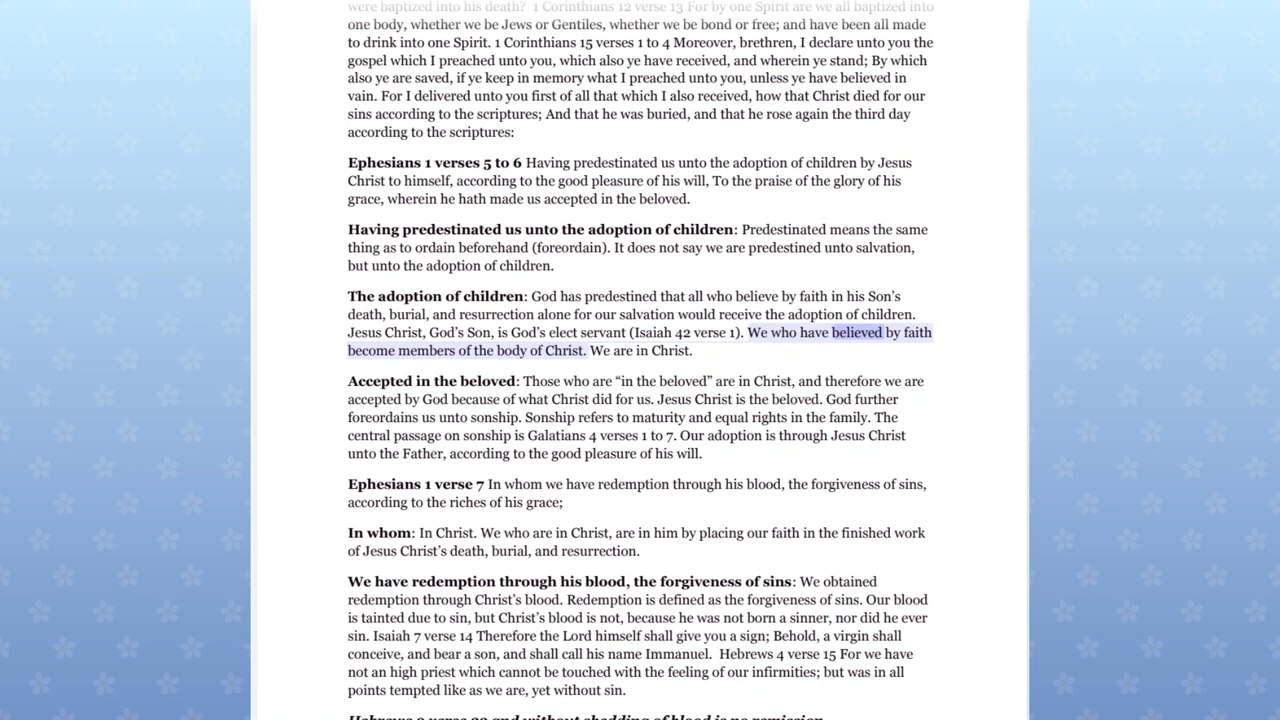 were baptized into his death?  1 Corinthians 12 verse 13 For by one Spirit are we all baptized into
one body, whether we be Jews or Gentiles, whether we be bond or free; and have been all made
to drink into one Spirit. 1 Corinthians 15 verses 1 to 4 Moreover, brethren, I declare unto you the
gospel which I preached unto you, which also ye have received, and wherein ye stand; By which
also ye are saved, if ye keep in memory what I preached unto you, unless ye have believed in
vain. For I delivered unto you first of all that which I also received, how that Christ died for our
sins according to the scriptures; And that he was buried, and that he rose again the third day
according to the scriptures:
Ephesians 1 verses 5 to 6 Having predestinated us unto the adoption of children by Jesus
Christ to himself, according to the good pleasure of his will, To the praise of the glory of his
grace, wherein he hath made us accepted in the beloved.
Having predestinated us unto the adoption of children: Predestinated means the same
thing as to ordain beforehand (foreordain). It does not say we are predestined unto salvation,
but unto the adoption of children.
The adoption of children: God has predestined that all who believe by faith in his Son’s
death, burial, and resurrection alone for our salvation would receive the adoption of children.
Jesus Christ, God’s Son, is God’s elect servant (Isaiah 42 verse 1). We who have believed by faith
become members of the body of Christ. We are in Christ.
Accepted in the beloved: Those who are “in the beloved” are in Christ, and therefore we are
accepted by God because of what Christ did for us. Jesus Christ is the beloved. God further
foreordains us unto sonship. Sonship refers to maturity and equal rights in the family. The
central passage on sonship is Galatians 4 verses 1 to 7. Our adoption is through Jesus Christ
unto the Father, according to the good pleasure of his will.
Ephesians 1 verse 7 In whom we have redemption through his blood, the forgiveness of sins,
according to the riches of his grace;
In whom: In Christ. We who are in Christ, are in him by placing our faith in the finished work
of Jesus Christ’s death, burial, and resurrection.
We have redemption through his blood, the forgiveness of sins: We obtained
redemption through Christ’s blood. Redemption is defined as the forgiveness of sins. Our blood
is tainted due to sin, but Christ’s blood is not, because he was not born a sinner, nor did he ever
sin. Isaiah 7 verse 14 Therefore the Lord himself shall give you a sign; Behold, a virgin shall
conceive, and bear a son, and shall call his name Immanuel.  Hebrews 4 verse 15 For we have
not an high priest which cannot be touched with the feeling of our infirmities; but was in all
points tempted like as we are, yet without sin.
Hebrews 9 verse 22 and without shedding of blood is no remission